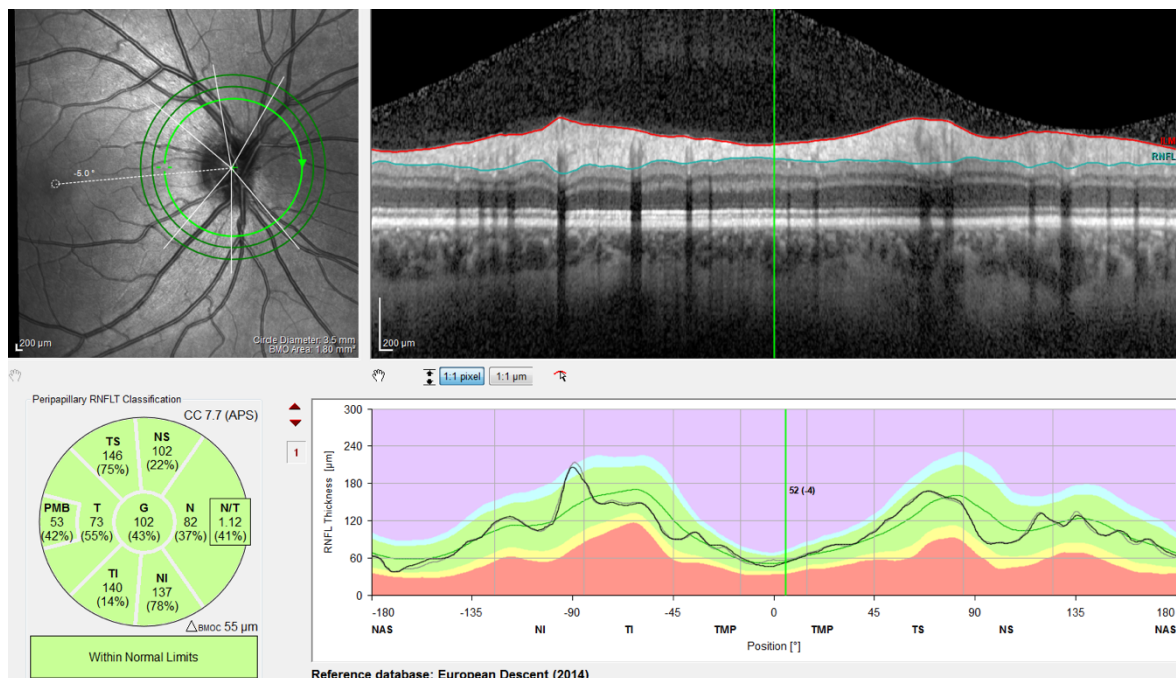 -5.0 °
200 µm
Circle Diameter: 3.5 mm
BMO Area: 1.80 mm²
ILM
RNFL
200 µm
1:1 pixel
1:1 µm
Peripapillary RNFLT Classification
CC 7.7 (APS)
TS
146
(75%)
NS
102
(22%)
PMB
53
(42%)
T
73
(55%)
G
102
(43%)
N
82
(37%)
N/T
1.12
(41%)
TI
140
(14%)
NI
137
(78%)
△BMOC 55 µm
Within Normal Limits
1
RNFL Thickness [µm]
300
240
180
120
60
0
52 (-4)
-180 -135 -90 -45 0 45 90 135 180
NAS NI TI TMP TMP TS NS NAS
Position [°]
Reference database: European Descent (2014)